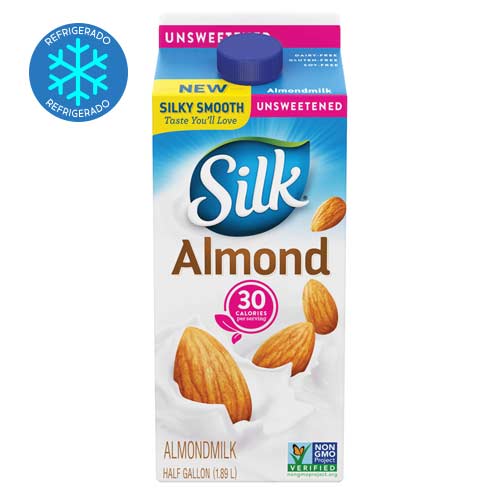 REFRIGERADO
REFRIGERADO
UNSWEETENED
DAIRY-FREE
GLUTEN-FREE
SOY-FREE
NEW
Almondmilk
SILKY SMOOTH
UNSWEETENED
Taste You'll Love
Silk®
Almond
30
CALORIES
per serving
ALMONDMILK
HALF GALLON (1.89 L)
NON
GMO
Project
VERIFIED
nongmoproject.org